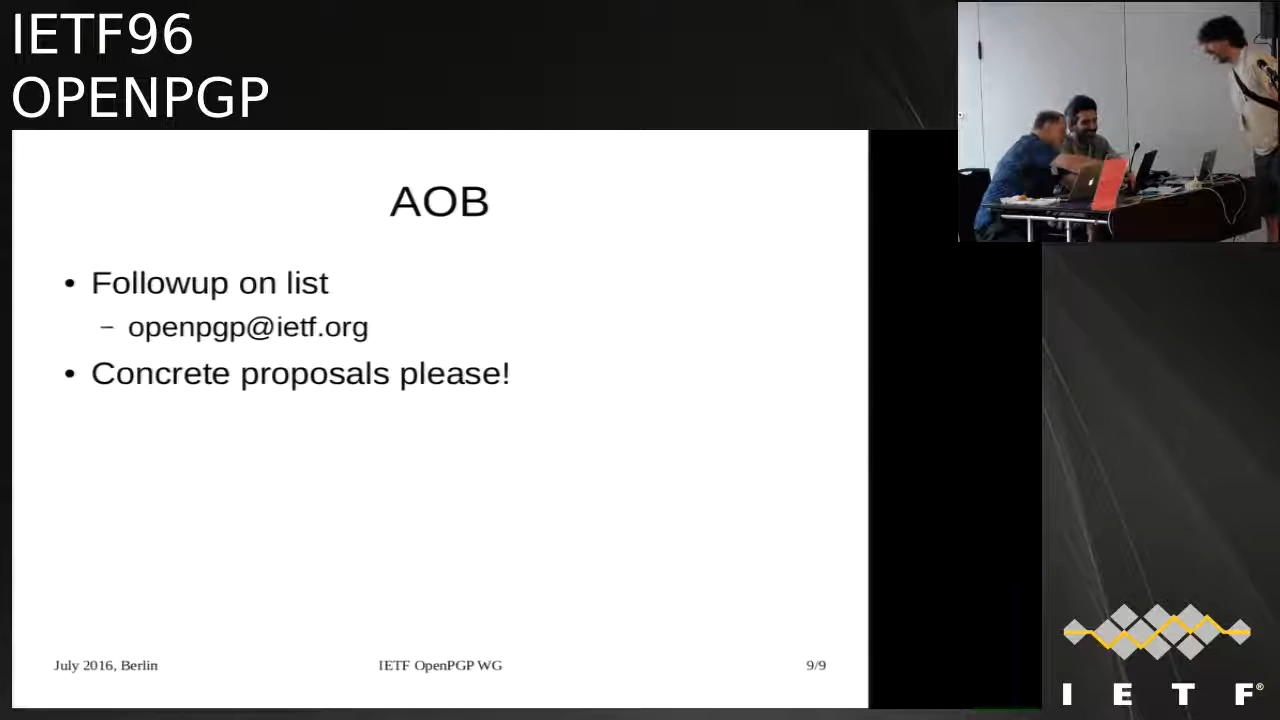 IETF96
OPENPGP
AOB
• Followup on list
– openpgp@ietf.org
• Concrete proposals please!
July 2016, Berlin
IETF OpenPGP WG
9/9
I E T F®